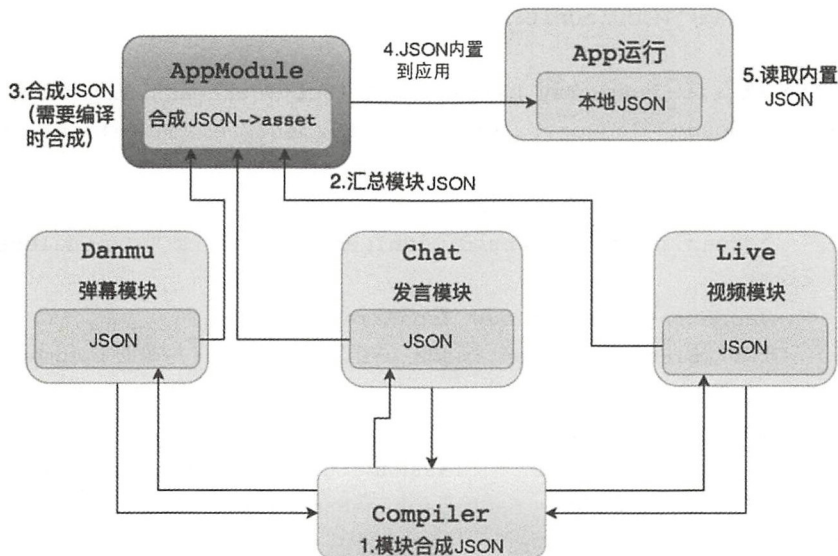 AppModule
合成JSON->asset
3.合成JSON
(需要编译
时合成)
4.JSON内置
到应用
App运行
本地JSON
5.读取内置
JSON
2.汇总模块JSON
Danmu
弹幕模块
JSON
Chat
发言模块
JSON
Live
视频模块
JSON
Compiler
1.模块合成JSON